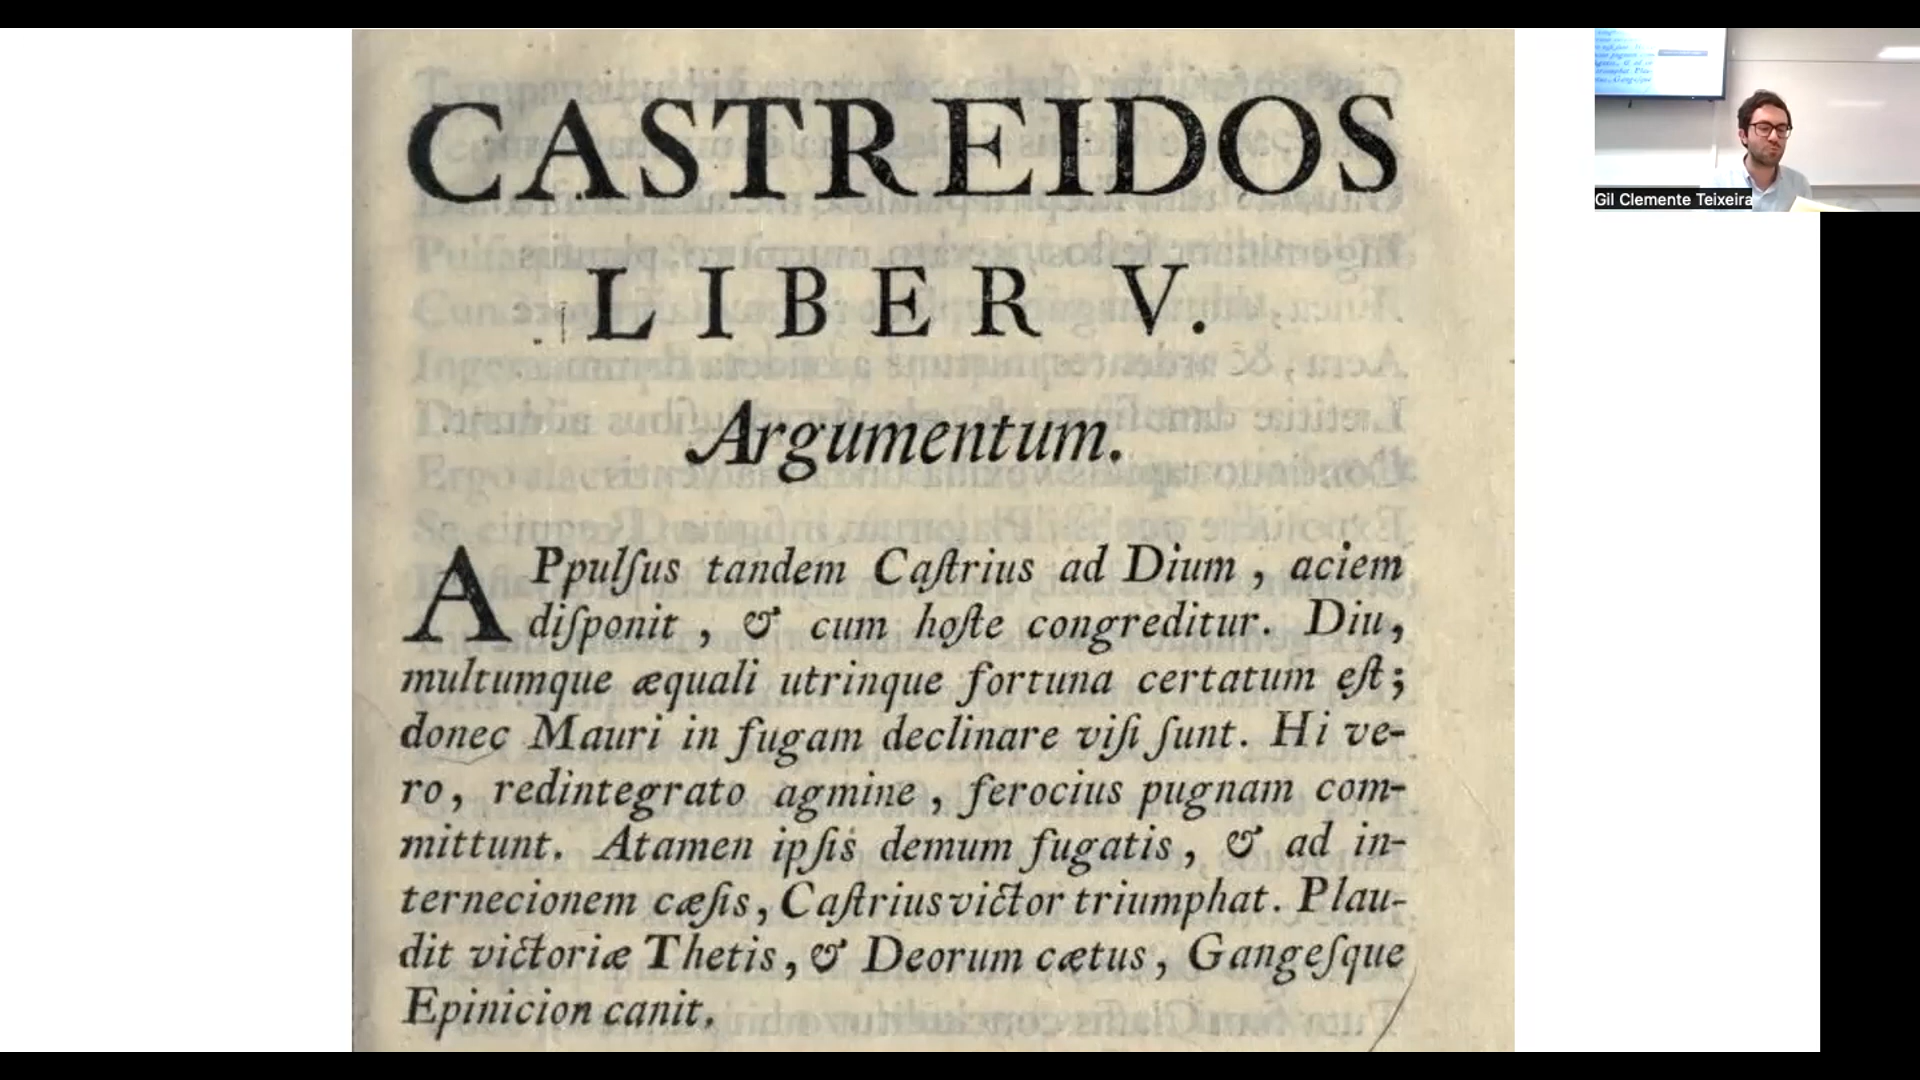 CASTREIDOS
LIBER V.
Argumentum.
APpulſus tandem Caſtrius ad Dium, aciem
diſponit, & cum hoſte congreditur. Diu,
multumque æquali utrinque fortuna certatum eſt;
donec Mauri in fugam declinare viſi ſunt. Hi ve-
ro, redintegrato agmine, ferocius pugnam com-
mittunt. Atamen ipſis demum fugatis, & ad in-
ternecionem cæſis, Caſtrius victor triumphat. Plau-
dit victoriæ Thetis, & Deorum cætus, Gangeſque
Epinicion canit.
Gil Clemente Teixeira